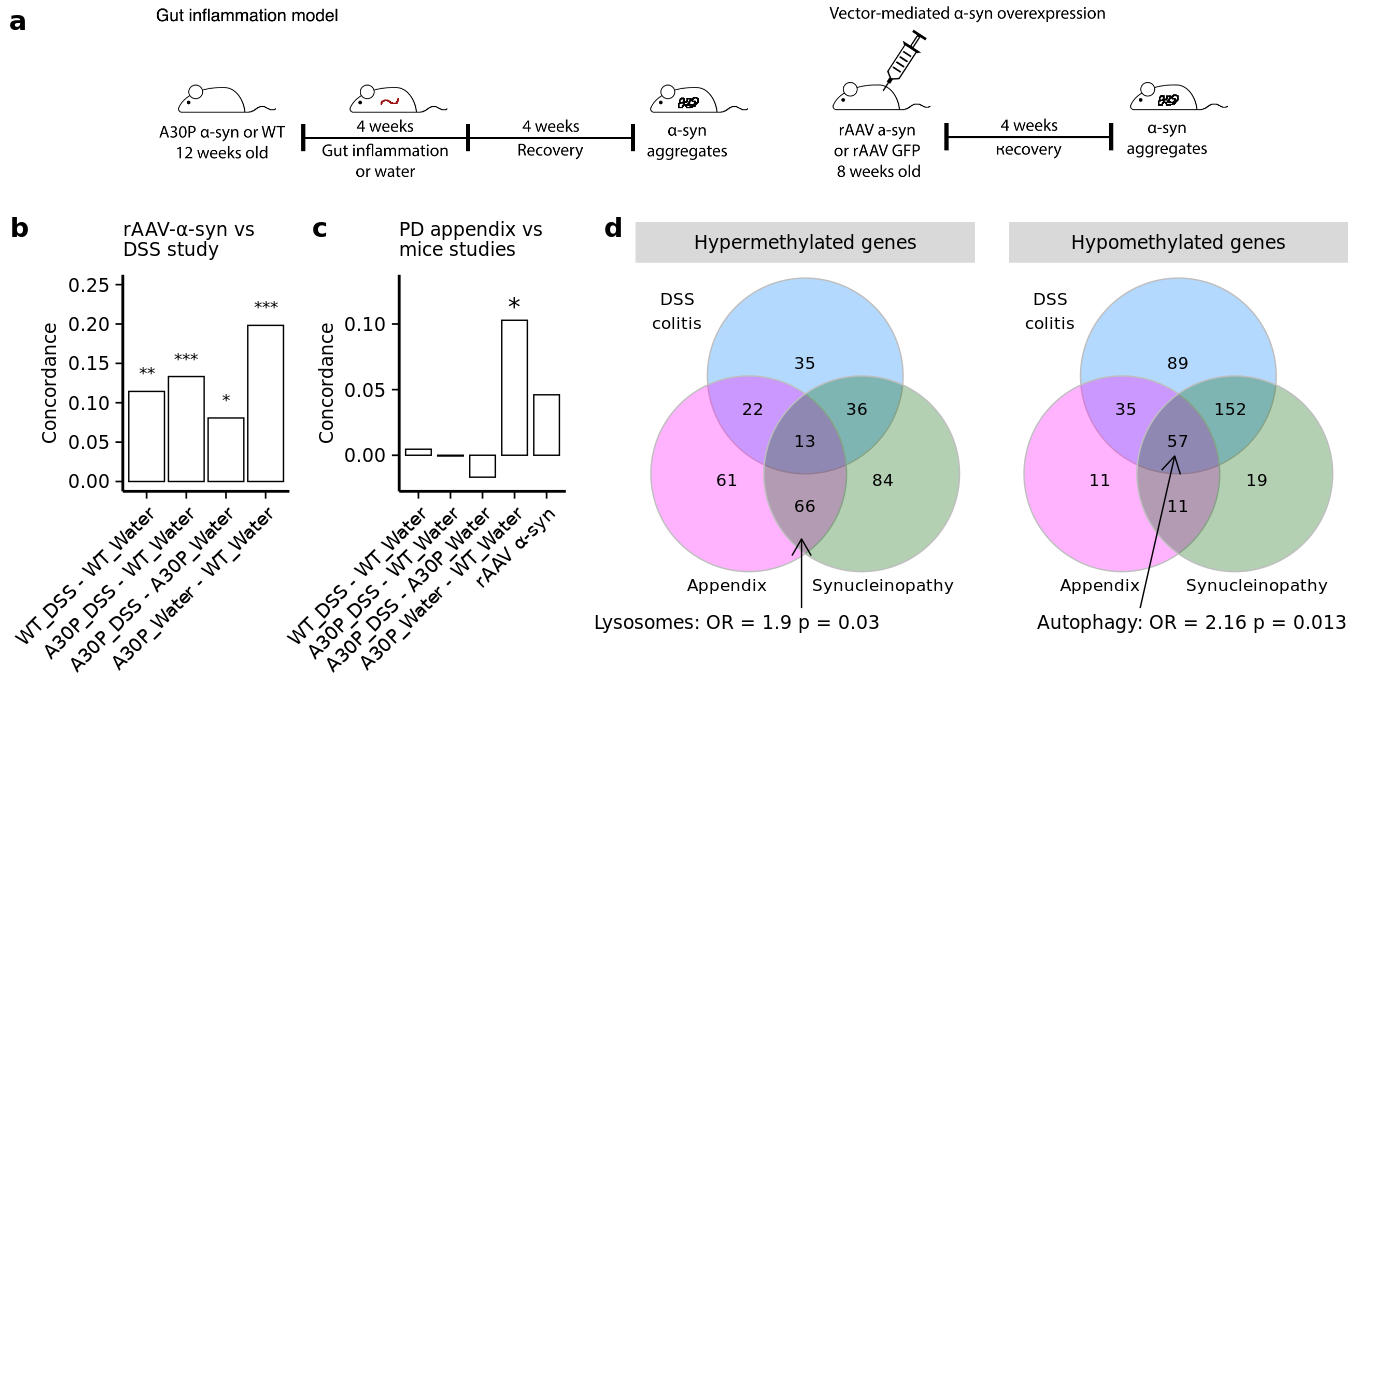 a
Gut inflammation model
Vector-mediated α-syn overexpression
A30P α-syn or WT
12 weeks old
4 weeks
Gut inflammation
or water
4 weeks
Recovery
α-syn
aggregates
rAAV a-syn
or rAAV GFP
8 weeks old
4 weeks
Recovery
α-syn
aggregates
b
rAAV-α-syn vs
DSS study
Concordance
0.25
0.20
0.15
0.10
0.05
0.00
**
***
*
***
WT_DSS - WT_Water
A30P_DSS - WT_Water
A30P_DSS - A30P_Water
A30P_Water - WT_Water
c
PD appendix vs
mice studies
Concordance
0.10
0.05
0.00
*
WT_DSS - WT_Water
A30P_DSS - WT_Water
A30P_DSS - A30P_Water
A30P_Water - WT_Water
rAAV α-syn
d
Hypermethylated genes
DSS
colitis
35
22
36
13
61
84
66
Appendix
Synucleinopathy
Lysosomes: OR = 1.9 p = 0.03
Hypomethylated genes
DSS
colitis
89
35
152
57
11
19
11
Appendix
Synucleinopathy
Autophagy: OR = 2.16 p = 0.013